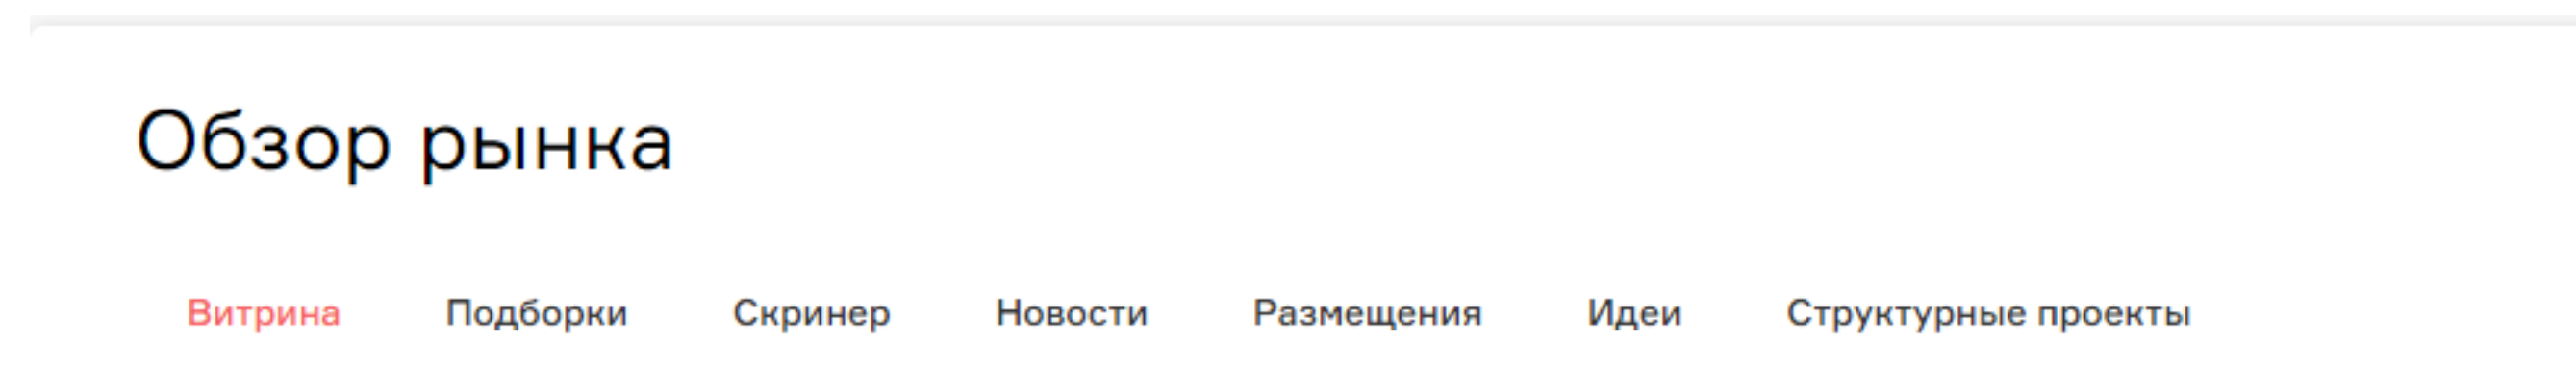 Обзор рынка
Витрина Подборки Скринер Новости Размещения Идеи Структурные проекты